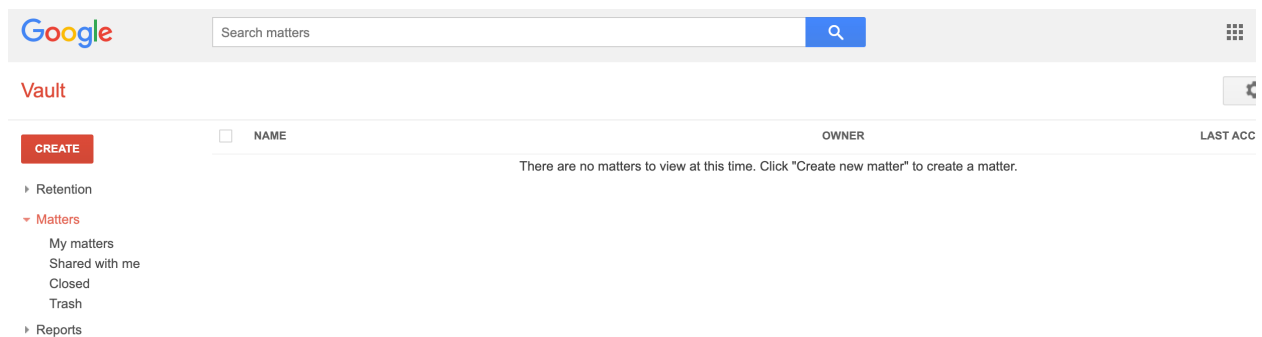 Google
Search matters
Vault
CREATE
NAME OWNER LAST ACC
There are no matters to view at this time. Click "Create new matter" to create a matter.
Retention
Matters
My matters
Shared with me
Closed
Trash
Reports